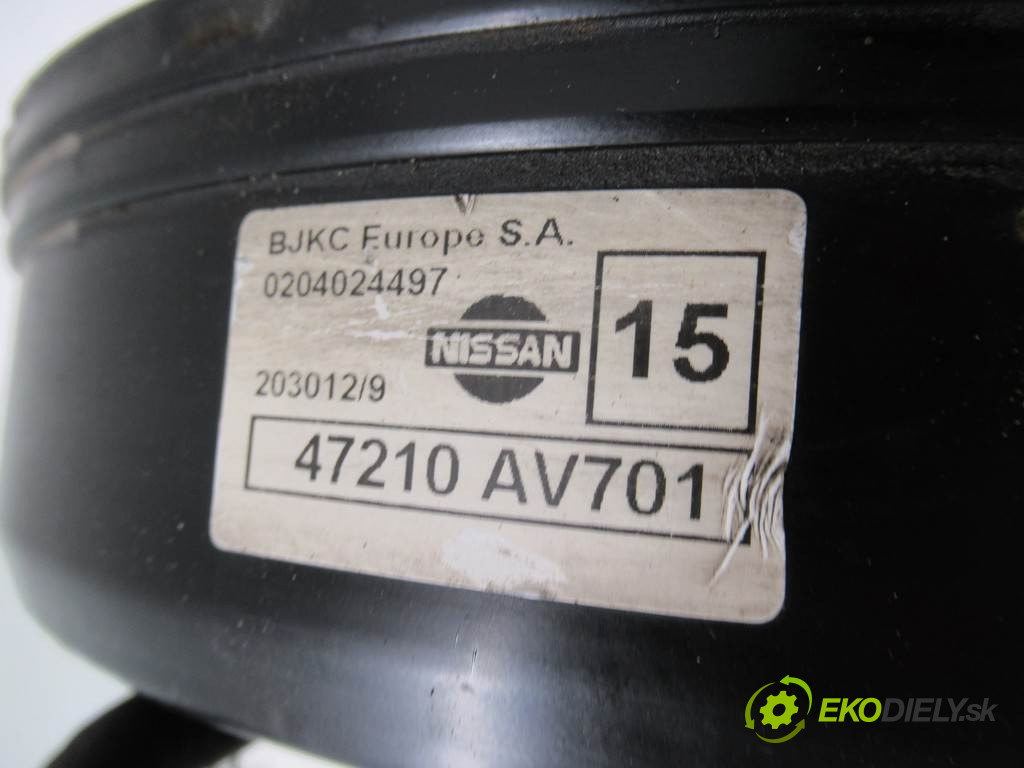 BJKC Europe S.A.
0204024497
NISSAN
15
203012/9
47210 AV701
EKODIELY.sk